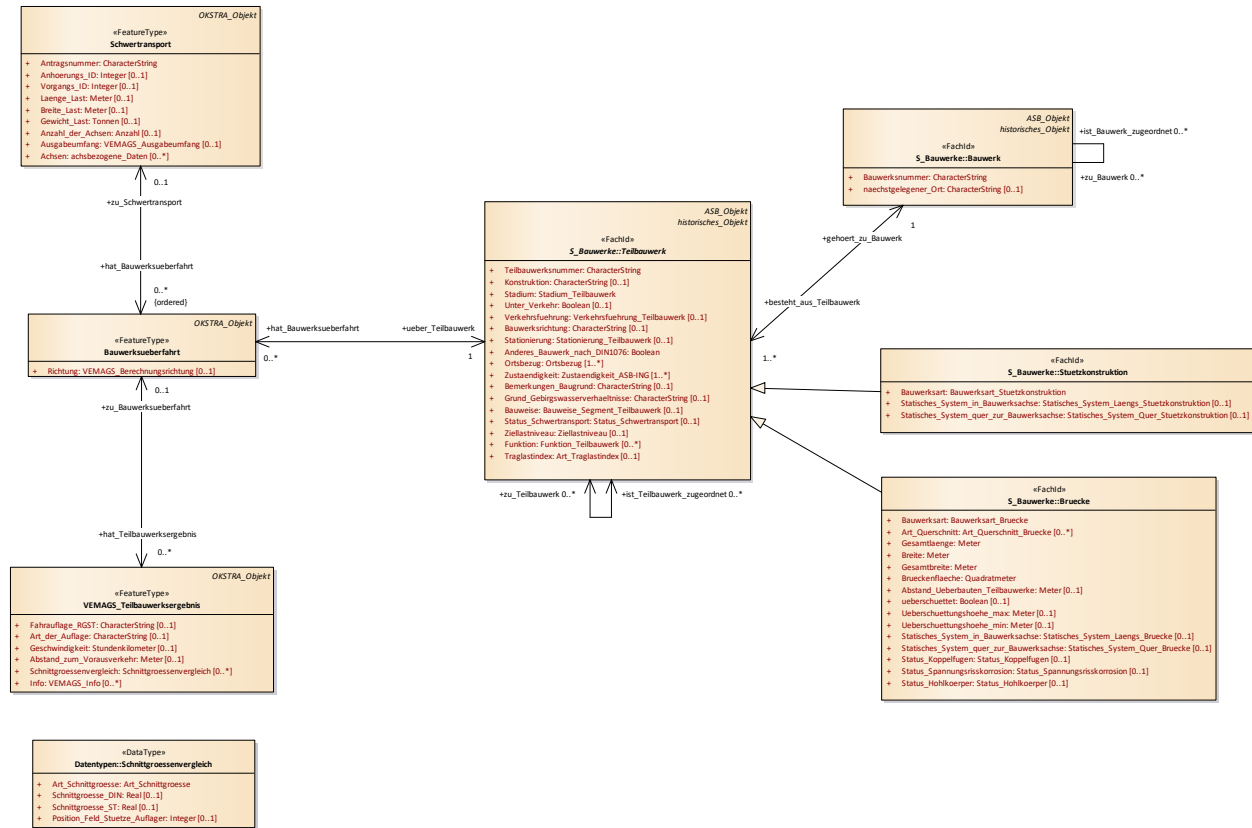 OKSTRA_Objekt
«FeatureType»
Schwertransport
+ Antragsnummer: CharacterString
+ Anhoerungs_ID: Integer [0..1]
+ Vorgangs_ID: Integer [0..1]
+ Laenge_Last: Meter [0..1]
+ Breite_Last: Meter [0..1]
+ Gewicht_Last: Tonnen [0..1]
+ Anzahl_der_Achsen: Anzahl [0..1]
+ Ausgabeumfang: VEMAGS_Ausgabeumfang [0..1]
+ Achsen: achsbezogene_Daten [0..*]
0..1
+zu_Schwertransport
+hat_Bauwerksueberfahrt
0..*
{ordered}
OKSTRA_Objekt
«FeatureType»
Bauwerksueberfahrt
+ Richtung: VEMAGS_Berechnungsrichtung [0..1]
0..1
+zu_Bauwerksueberfahrt
+hat_Teilbauwerksergebnis
0..*
OKSTRA_Objekt
«FeatureType»
VEMAGS_Teilbauwerksergebnis
+ Fahrauflage_RGST: CharacterString [0..1]
+ Art_der_Auflage: CharacterString [0..1]
+ Geschwindigkeit: Stundenkilometer [0..1]
+ Abstand_zum_Vorausverkehr: Meter [0..1]
+ Schnittgroessenvergleich: Schnittgroessenvergleich [0..*]
+ Info: VEMAGS_Info [0..*]
«DataType»
Datentypen::Schnittgroessenvergleich
+ Art_Schnittgroesse: Art_Schnittgroesse
+ Schnittgroesse_DIN: Real [0..1]
+ Schnittgroesse_ST: Real [0..1]
+ Position_Feld_Stuetze_Auflager: Integer [0..1]
+hat_Bauwerksueberfahrt
0..*
+ueber_Teilbauwerk
1
ASB_Objekt
historisches_Objekt
«FachId»
S_Bauwerke::Teilbauwerk
+ Teilbauwerksnummer: CharacterString
+ Konstruktion: CharacterString [0..1]
+ Stadium: Stadium_Teilbauwerk
+ Unter_Verkehr: Boolean [0..1]
+ Verkehrsfuehrung: Verkehrsfuehrung_Teilbauwerk [0..1]
+ Bauwerksrichtung: CharacterString [0..1]
+ Stationierung: Stationierung_Teilbauwerk [0..1]
+ Anderes_Bauwerk_nach_DIN1076: Boolean
+ Ortsbezug: Ortsbezug [1..*]
+ Zustaendigkeit: Zustaendigkeit_ASB-ING [1..*]
+ Bemerkungen_Baugrund: CharacterString [0..1]
+ Grund_Gebirgswasserverhaeltnisse: CharacterString [0..1]
+ Bauweise: Bauweise_Segment_Teilbauwerk [0..1]
+ Status_Schwertransport: Status_Schwertransport [0..1]
+ Ziellastniveau: Ziellastniveau [0..1]
+ Funktion: Funktion_Teilbauwerk [0..*]
+ Traglastindex: Art_Traglastindex [0..1]
+zu_Teilbauwerk 0..*
+ist_Teilbauwerk_zugeordnet 0..*
ASB_Objekt
historisches_Objekt
«FachId»
S_Bauwerke::Bauwerk
+ Bauwerksnummer: CharacterString
+ naechstgelegener_Ort: CharacterString [0..1]
+ist_Bauwerk_zugeordnet 0..*
+zu_Bauwerk 0..*
1
+gehoert_zu_Bauwerk
+besteht_aus_Teilbauwerk
1..*
«FachId»
S_Bauwerke::Stuetzkonstruktion
+ Bauwerksart: Bauwerksart_Stuetzkonstruktion
+ Statisches_System_in_Bauwerksachse: Statisches_System_Laengs_Stuetzkonstruktion [0..1]
+ Statisches_System_quer_zur_Bauwerksachse: Statisches_System_Quer_Stuetzkonstruktion [0..1]
«FachId»
S_Bauwerke::Bruecke
+ Bauwerksart: Bauwerksart_Bruecke
+ Art_Querschnitt: Art_Querschnitt_Bruecke [0..*]
+ Gesamtlaenge: Meter
+ Breite: Meter
+ Gesamtbreite: Meter
+ Brueckenflaeche: Quadratmeter
+ Abstand_Ueberbauten_Teilbauwerke: Meter [0..1]
+ ueberschuettet: Boolean [0..1]
+ Ueberschuettungshoehe_max: Meter [0..1]
+ Ueberschuettungshoehe_min: Meter [0..1]
+ Statisches_System_in_Bauwerksachse: Statisches_System_Laengs_Bruecke [0..1]
+ Statisches_System_quer_zur_Bauwerksachse: Statisches_System_Quer_Bruecke [0..1]
+ Status_Koppelfugen: Status_Koppelfugen [0..1]
+ Status_Spannungsrisskorrosion: Status_Spannungsrisskorrosion [0..1]
+ Status_Hohlkoerper: Status_Hohlkoerper [0..1]